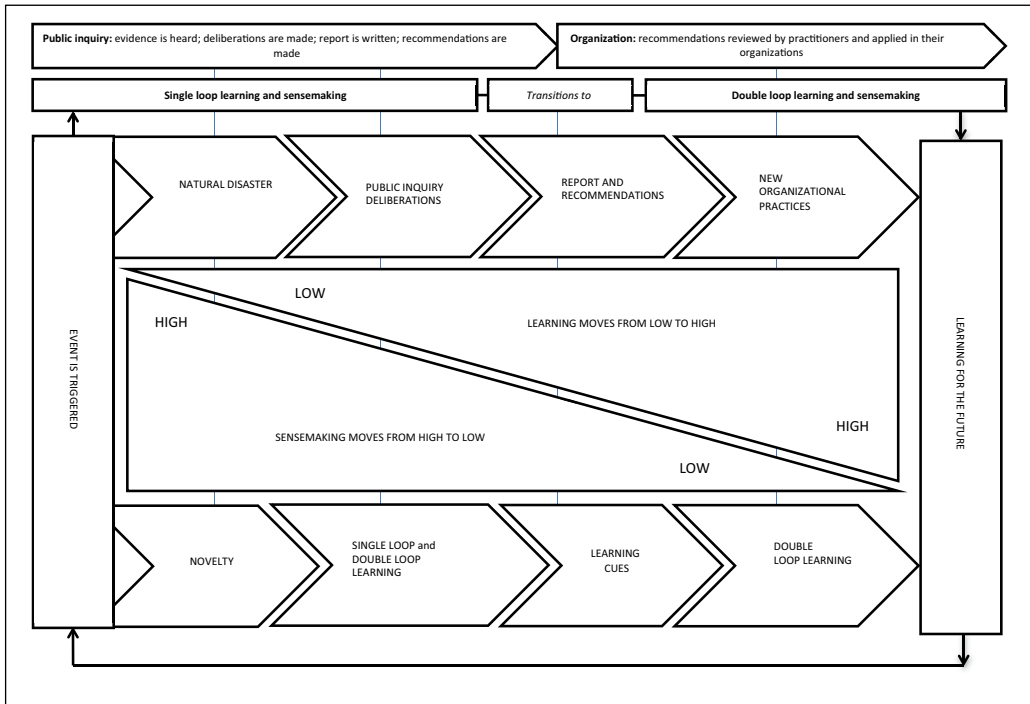 Public inquiry: evidence is heard; deliberations are made; report is written; recommendations are
made
Organization: recommendations reviewed by practitioners and applied in their
organizations
Single loop learning and sensemaking
Transitions to
Double loop learning and sensemaking
EVENT IS TRIGGERED
NATURAL DISASTER
PUBLIC INQUIRY
DELIBERATIONS
REPORT AND
RECOMMENDATIONS
NEW
ORGANIZATIONAL
PRACTICES
LOW
HIGH
LEARNING MOVES FROM LOW TO HIGH
SENSEMAKING MOVES FROM HIGH TO LOW
HIGH
LOW
NOVELTY
SINGLE LOOP and
DOUBLE LOOP
LEARNING
LEARNING
CUES
DOUBLE
LOOP LEARNING
LEARNING FOR THE FUTURE